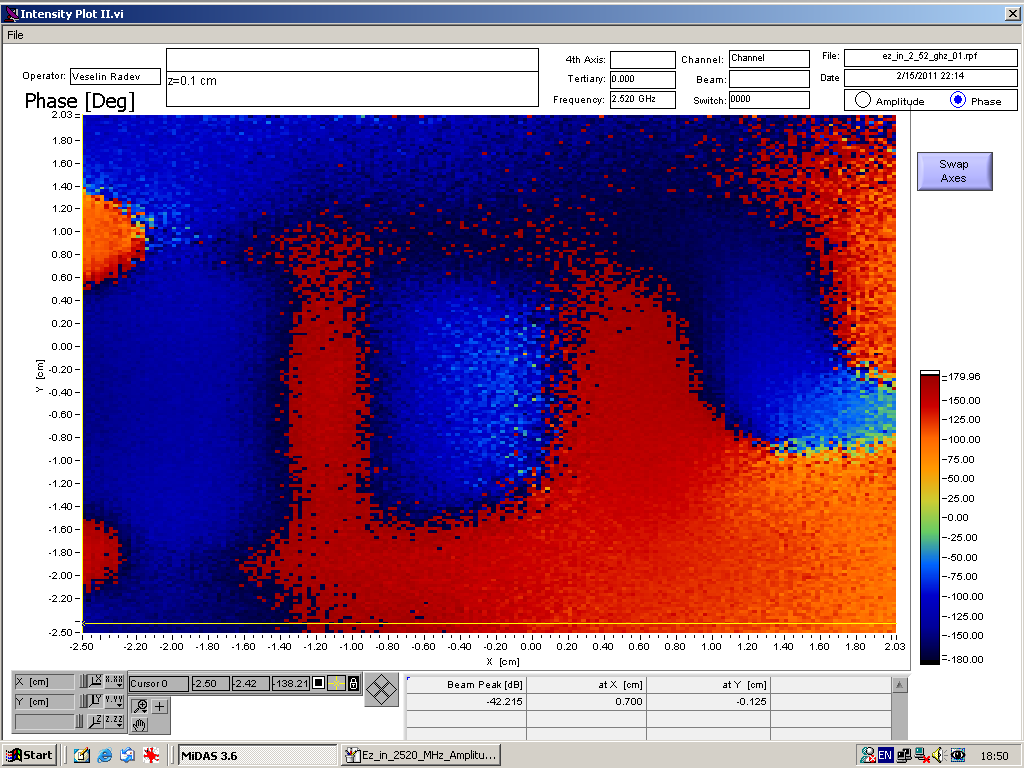 Intensity Plot II.vi
File
Operator: Veselin Radev
z=0.1 cm
4th Axis:
Tertiary: 0.000
Frequency: 2.520 GHz
Channel: Channel
Beam:
Switch: 0000
File: ez_in_2_52_ghz_01.rpf
Date 2/15/2011 22:14
Amplitude Phase
Phase [Deg]
Swap
Axes
2.03
1.80
1.60
1.40
1.20
1.00
0.80
0.60
0.40
0.20
0.00
-0.20
-0.40
-0.60
-0.80
-1.00
-1.20
-1.40
-1.60
-1.80
-2.00
-2.20
-2.50
Y [cm]
-2.50 -2.20 -2.00 -1.80 -1.60 -1.40 -1.20 -1.00 -0.80 -0.60 -0.40 -0.20 0.00 0.20 0.40 0.60 0.80 1.00 1.20 1.40 1.60 1.80 2.03
X [cm]
179.96
150.00
125.00
100.00
75.00
50.00
25.00
0.00
-25.00
-50.00
-75.00
-100.00
-125.00
-150.00
-180.00
X [cm] X X.XX
Y [cm] Y Y.YY
Z Z.ZZ
Cursor 0 -2.50 -2.42 -138.21
Beam Peak [dB] at X [cm] at Y [cm]
-42.215 0.700 -0.125
Start MiDAS 3.6 Ez_in_2520_MHz_Amplitu... EN 18:50